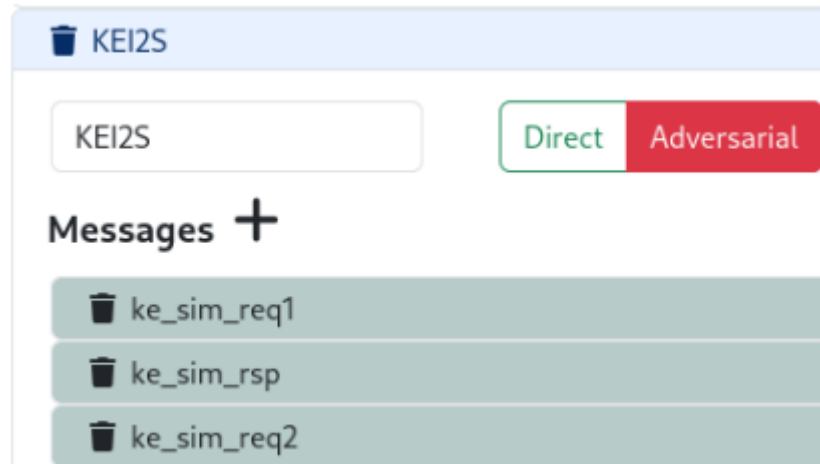 KEI2S
KEI2S Direct Adversarial
Messages
ke_sim_req1
ke_sim_rsp
ke_sim_req2